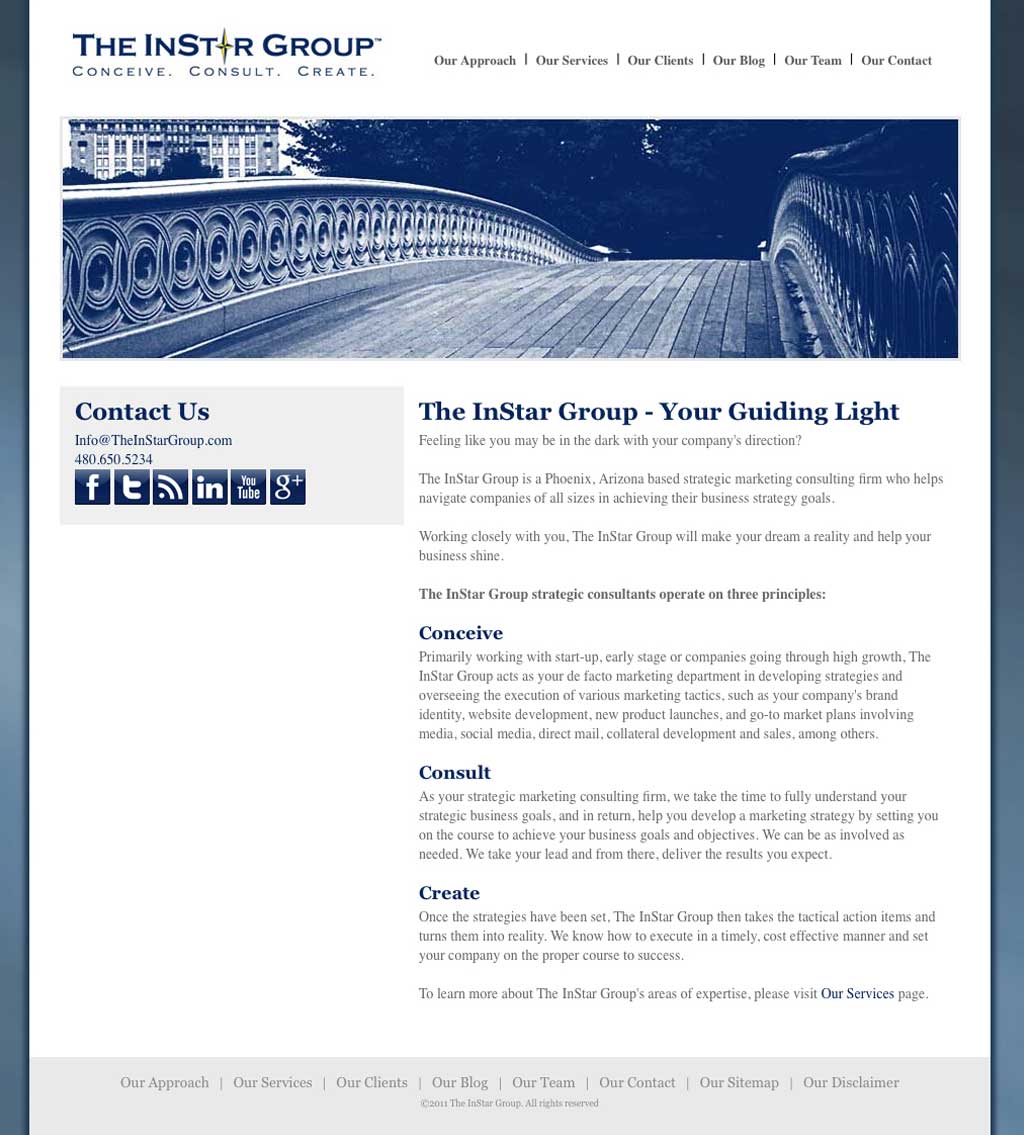 THE INSTAR GROUP™
CONCEIVE. CONSULT. CREATE.
Our Approach | Our Services | Our Clients | Our Blog | Our Team | Our Contact
Contact Us
Info@TheInStarGroup.com
480.650.5234
f t in You Tube g+
The InStar Group - Your Guiding Light
Feeling like you may be in the dark with your company's direction?
The InStar Group is a Phoenix, Arizona based strategic marketing consulting firm who helps
navigate companies of all sizes in achieving their business strategy goals.
Working closely with you, The InStar Group will make your dream a reality and help your
business shine.
The InStar Group strategic consultants operate on three principles:
Conceive
Primarily working with start-up, early stage or companies going through high growth, The
InStar Group acts as your de facto marketing department in developing strategies and
overseeing the execution of various marketing tactics, such as your company's brand
identity, website development, new product launches, and go-to market plans involving
media, social media, direct mail, collateral development and sales, among others.
Consult
As your strategic marketing consulting firm, we take the time to fully understand your
strategic business goals, and in return, help you develop a marketing strategy by setting you
on the course to achieve your business goals and objectives. We can be as involved as
needed. We take your lead and from there, deliver the results you expect.
Create
Once the strategies have been set, The InStar Group then takes the tactical action items and
turns them into reality. We know how to execute in a timely, cost effective manner and set
your company on the proper course to success.
To learn more about The InStar Group's areas of expertise, please visit Our Services page.
Our Approach | Our Services | Our Clients | Our Blog | Our Team | Our Contact | Our Sitemap | Our Disclaimer
©2011 The InStar Group. All rights reserved